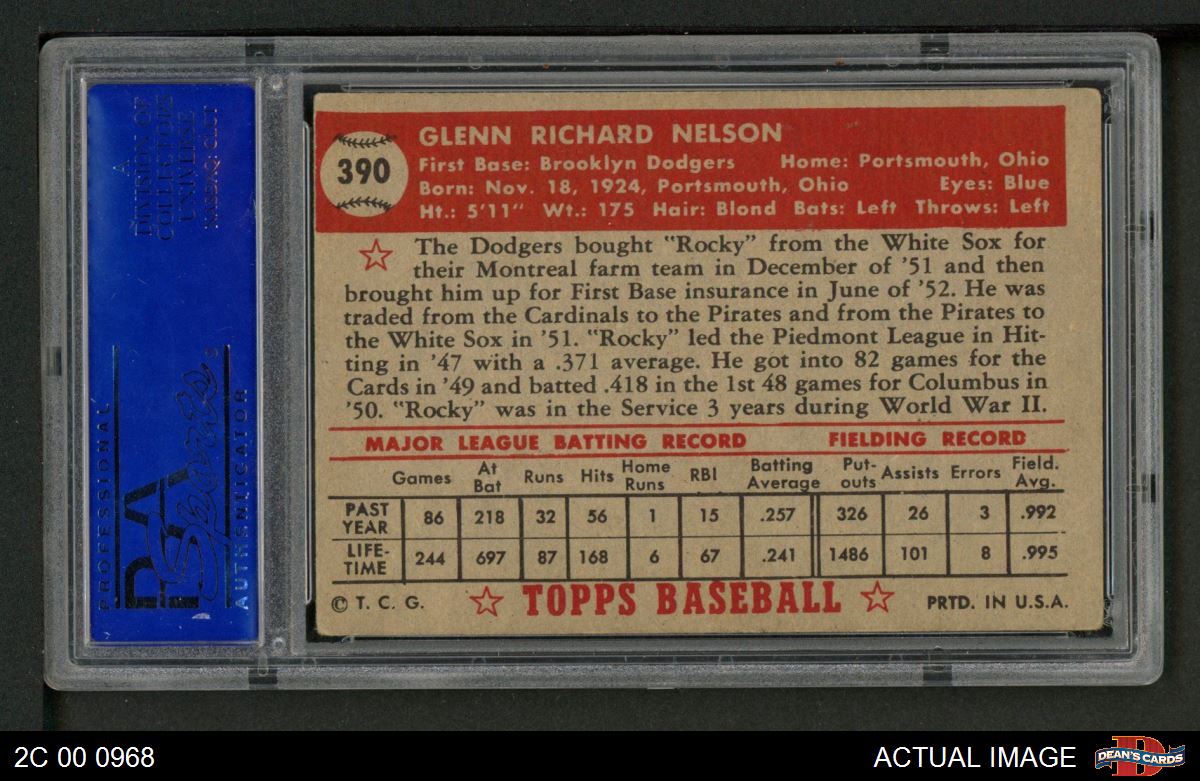 A
DIVISION OF
COLLECTORS
UNIVERSE
NASDAQ: CLCT
PROFESSIONAL
PSA
Sports
AUTHENTICATOR
390
GLENN RICHARD NELSON
First Base: Brooklyn Dodgers Home: Portsmouth, Ohio
Born: Nov. 18, 1924, Portsmouth, Ohio Eyes: Blue
Ht.: 5'11" Wt.: 175 Hair: Blond Bats: Left Throws: Left
The Dodgers bought "Rocky" from the White Sox for
their Montreal farm team in December of '51 and then
brought him up for First Base insurance in June of '52. He was
traded from the Cardinals to the Pirates and from the Pirates to
the White Sox in '51. "Rocky" led the Piedmont League in Hit-
ting in '47 with a .371 average. He got into 82 games for the
Cards in '49 and batted .418 in the 1st 48 games for Columbus in
'50. "Rocky" was in the Service 3 years during World War II.
MAJOR LEAGUE BATTING RECORD FIELDING RECORD
Games At Bat Runs Hits Home Runs RBI Batting Average Put-outs Assists Errors Field. Avg.
PAST YEAR 86 218 32 56 1 15 .257 326 26 3 .992
LIFE-TIME 244 697 87 168 6 67 .241 1486 101 8 .995
© T. C. G. TOPPS BASEBALL PRTD. IN U.S.A.
2C 00 0968 ACTUAL IMAGE DEAN'S CARDS